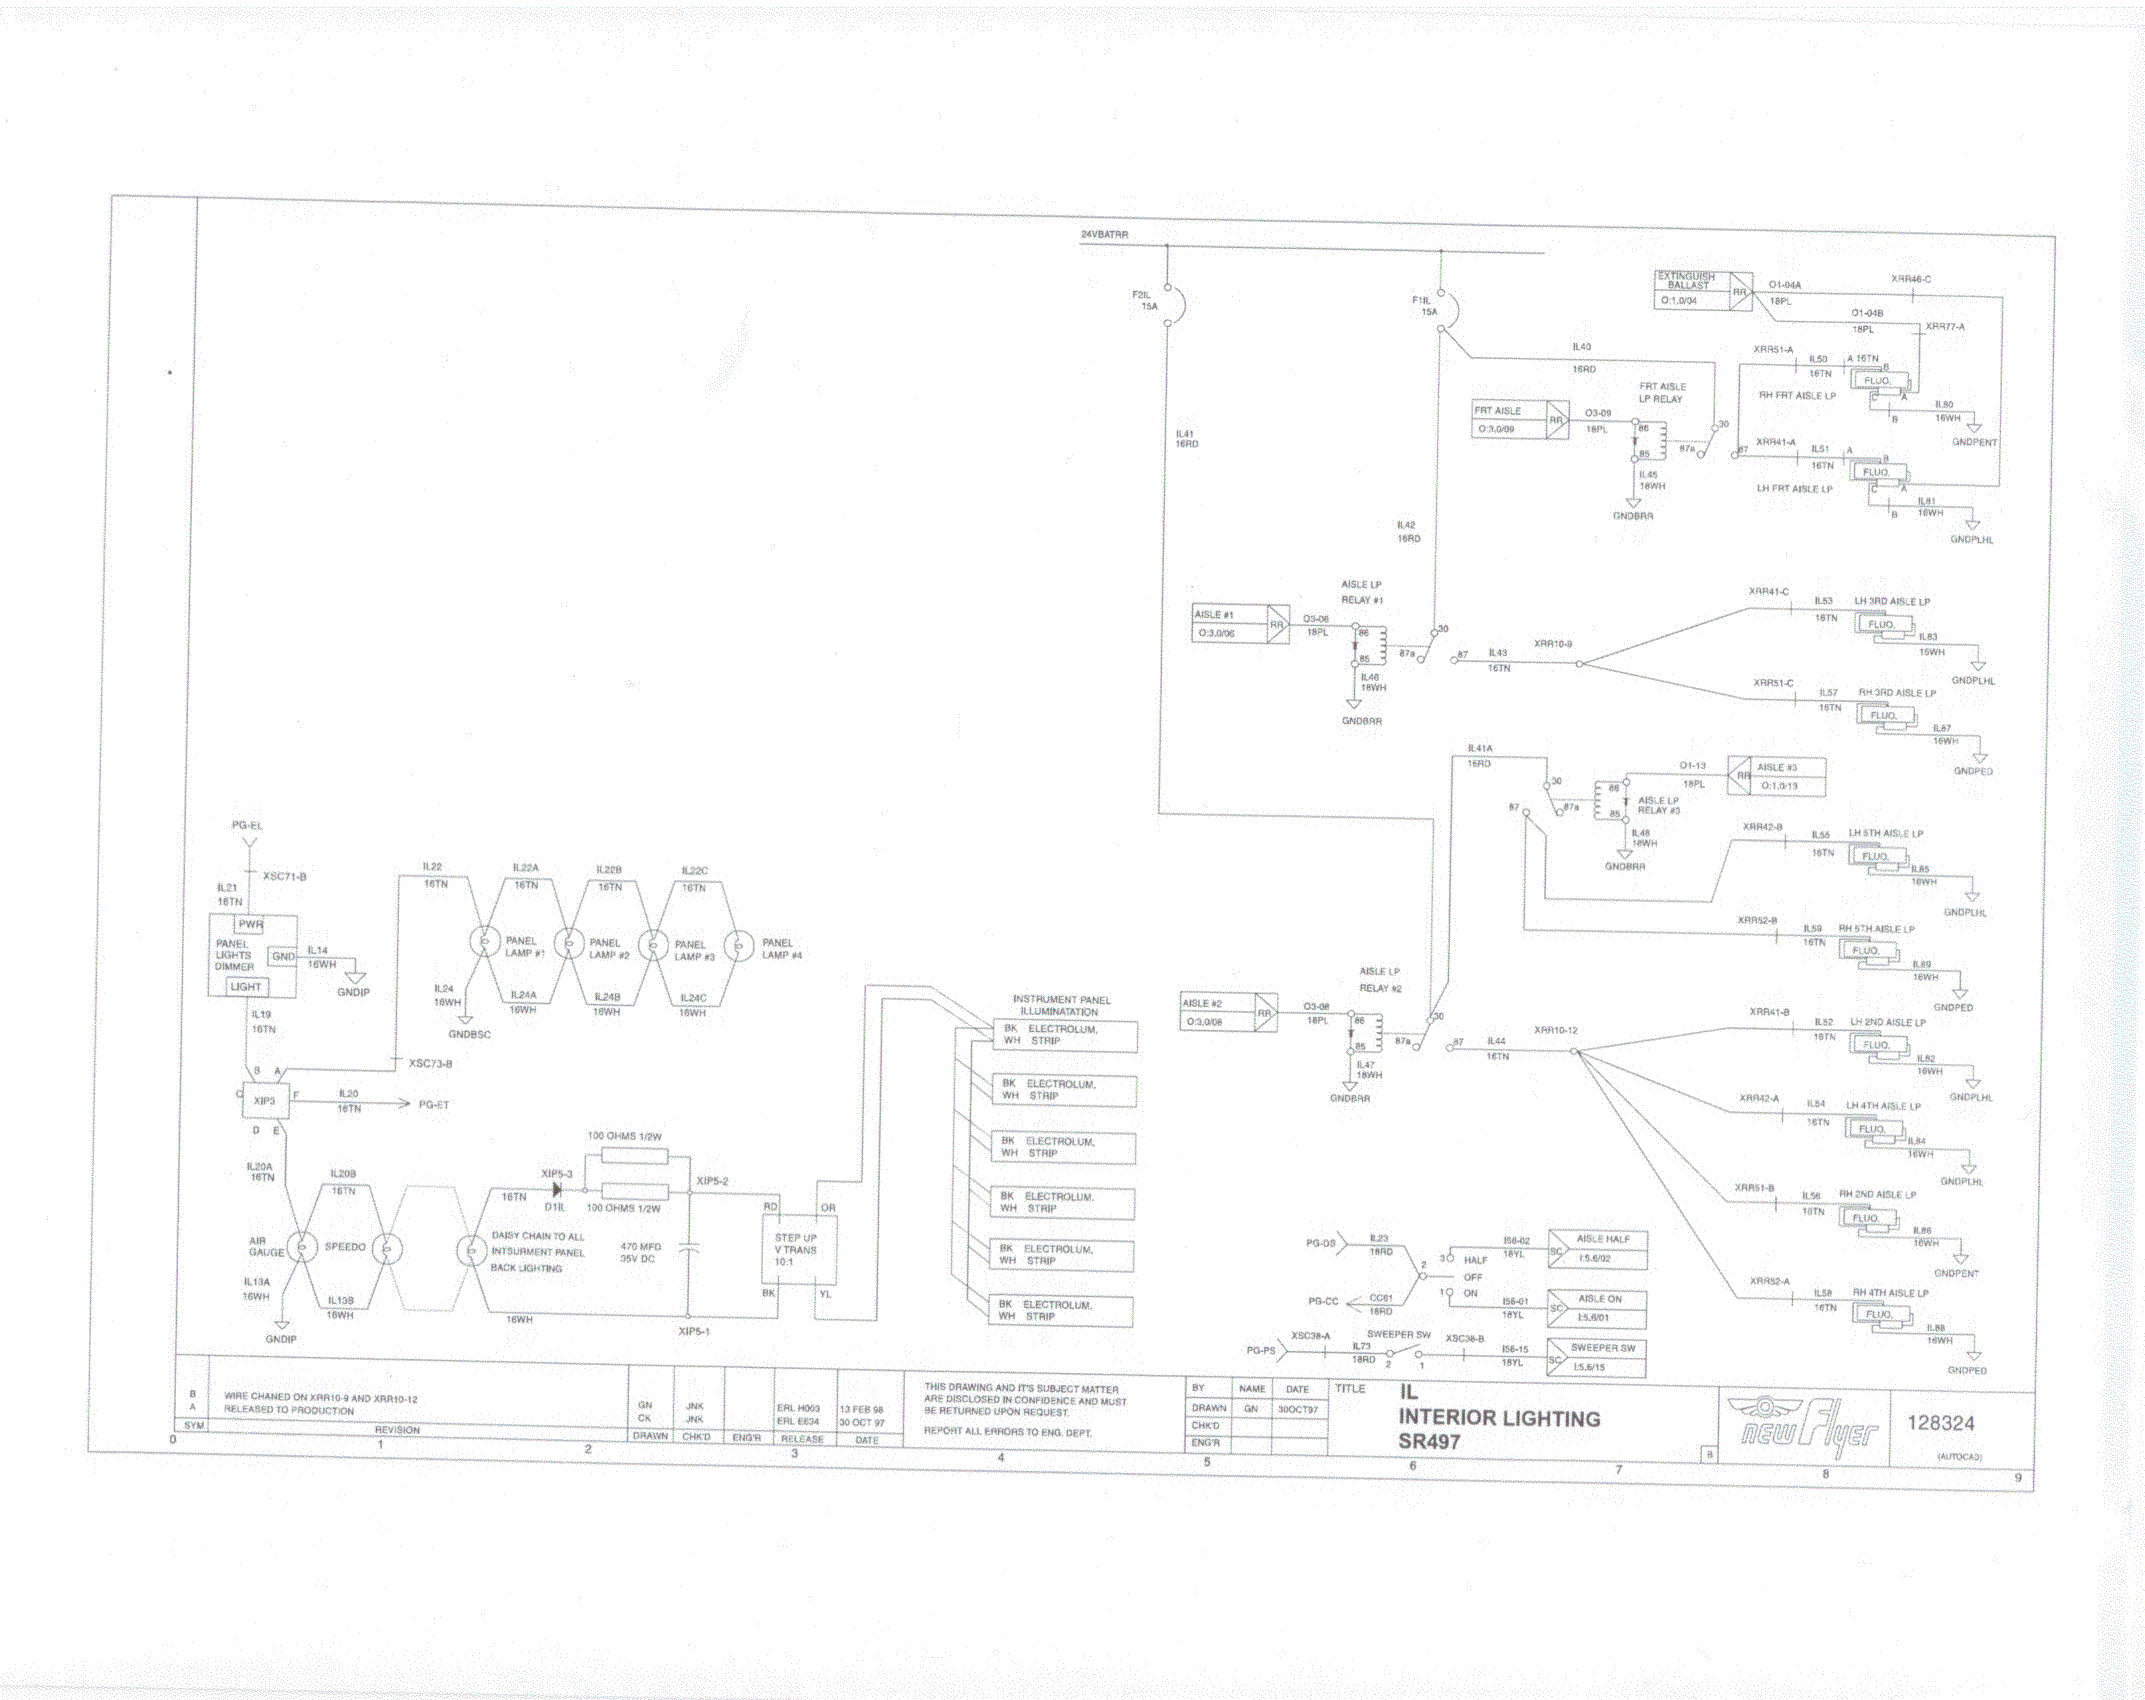 24VBATRR
F2IL
15A
F1IL
15A
EXTINGUISH
BALLAST
O:1,0/04
RR
O1-04A
18PL
XRR46-C
O1-04B
18PL
XRR77-A
IL40
16RD
XRR51-A
IL50
16TN
A 16TN
B
FLUO.
C
A
RH FRT AISLE LP
B
IL80
16WH
GNDPENT
FRT AISLE
LP RELAY
FRT AISLE
O:3,0/09
RR
O3-09
18PL
86
85
30
87a
87
IL45
18WH
GNDBRR
XRR41-A
IL51
16TN
A
B
FLUO.
C
A
LH FRT AISLE LP
B
IL81
16WH
GNDPLHL
IL41
16RD
IL42
16RD
AISLE LP
RELAY #1
AISLE #1
O:3,0/06
RR
O3-06
18PL
86
85
30
87a
87
IL46
18WH
GNDBRR
IL43
16TN
XRR10-9
XRR41-C
IL53
16TN
LH 3RD AISLE LP
FLUO.
IL83
16WH
GNDPLHL
XRR51-C
IL57
16TN
RH 3RD AISLE LP
FLUO.
IL87
16WH
GNDPED
IL41A
16RD
30
87
87a
86
85
AISLE LP
RELAY #3
O1-13
18PL
RR
AISLE #3
O:1,0/13
IL48
18WH
GNDBRR
XRR42-B
IL55
16TN
LH 5TH AISLE LP
FLUO.
IL85
16WH
GNDPLHL
XRR52-B
IL59
16TN
RH 5TH AISLE LP
FLUO.
IL89
16WH
GNDPED
AISLE LP
RELAY #2
AISLE #2
O:3,0/08
RR
O3-08
18PL
86
85
30
87a
87
IL47
18WH
GNDBRR
IL44
16TN
XRR10-12
XRR41-B
IL52
16TN
LH 2ND AISLE LP
FLUO.
IL82
16WH
GNDPLHL
XRR42-A
IL54
16TN
LH 4TH AISLE LP
FLUO.
IL84
16WH
GNDPLHL
XRR51-B
IL56
16TN
RH 2ND AISLE LP
FLUO.
IL86
16WH
GNDPENT
XRR52-A
IL58
16TN
RH 4TH AISLE LP
FLUO.
IL88
16WH
GNDPED
PG-EL
XSC71-B
IL21
16TN
PWR
PANEL
LIGHTS
DIMMER
GND
LIGHT
IL14
16WH
GNDIP
IL19
16TN
B A
C
XIP3
F
D E
IL20
16TN
PG-ET
XSC73-B
IL22
16TN
IL22A
16TN
IL22B
16TN
IL22C
16TN
PANEL
LAMP #1
PANEL
LAMP #2
PANEL
LAMP #3
PANEL
LAMP #4
IL24
16WH
GNDBSC
IL24A
16WH
IL24B
16WH
IL24C
16WH
IL20A
16TN
IL20B
16TN
AIR
GAUGE
SPEEDO
IL13A
16WH
IL13B
16WH
GNDIP
16TN
DAISY CHAIN TO ALL
INTSURMENT PANEL
BACK LIGHTING
16WH
XIP5-3
D1IL
100 OHMS 1/2W
100 OHMS 1/2W
XIP5-2
470 MFD
35V DC
XIP5-1
RD
OR
STEP UP
V TRANS
10:1
BK
YL
INSTRUMENT PANEL
ILLUMINATATION
BK ELECTROLUM.
WH STRIP
BK ELECTROLUM.
WH STRIP
BK ELECTROLUM.
WH STRIP
BK ELECTROLUM.
WH STRIP
BK ELECTROLUM.
WH STRIP
BK ELECTROLUM.
WH STRIP
PG-DS
IL23
18RD
2
3
HALF
OFF
1
ON
PG-CC
CC61
18RD
I56-02
18YL
SC
AISLE HALF
I:5,6/02
I56-01
18YL
SC
AISLE ON
I:5,6/01
PG-PS
XSC38-A
IL73
18RD
SWEEPER SW
2
1
XSC38-B
I56-15
18YL
SC
SWEEPER SW
I:5,6/15
B WIRE CHANED ON XRR10-9 AND XRR10-12
A RELEASED TO PRODUCTION
SYM
REVISION
GN JNK ERL H003 13 FEB 98
CK JNK ERL E634 30 OCT 97
DRAWN CHK'D ENG'R RELEASE DATE
THIS DRAWING AND IT'S SUBJECT MATTER
ARE DISCLOSED IN CONFIDENCE AND MUST
BE RETURNED UPON REQUEST.
REPORT ALL ERRORS TO ENG. DEPT.
BY NAME DATE
DRAWN GN 30OCT97
CHK'D
ENG'R
TITLE
IL
INTERIOR LIGHTING
SR497
B
new Flyer
128324
(AUTOCAD)
0 1 2 3 4 5 6 7 8 9